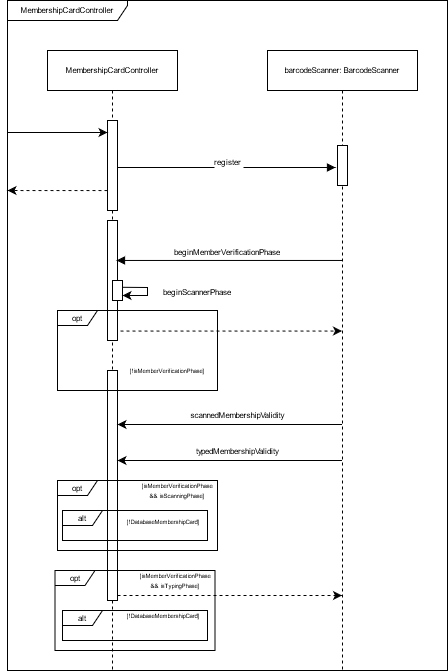 MembershipCardController
MembershipCardController
barcodeScanner: BarcodeScanner
register
beginMemberVerificationPhase
beginScannerPhase
opt
[!isMemberVerificationPhase]
scannedMembershipValidity
typedMembershipValidity
opt
[isMemberVerificationPhase
&& isScanningPhase]
alt
[!DatabaseMembershipCard]
opt
[isMemberVerificationPhase
&& isTypingPhase]
alt
[!DatabaseMembershipCard]